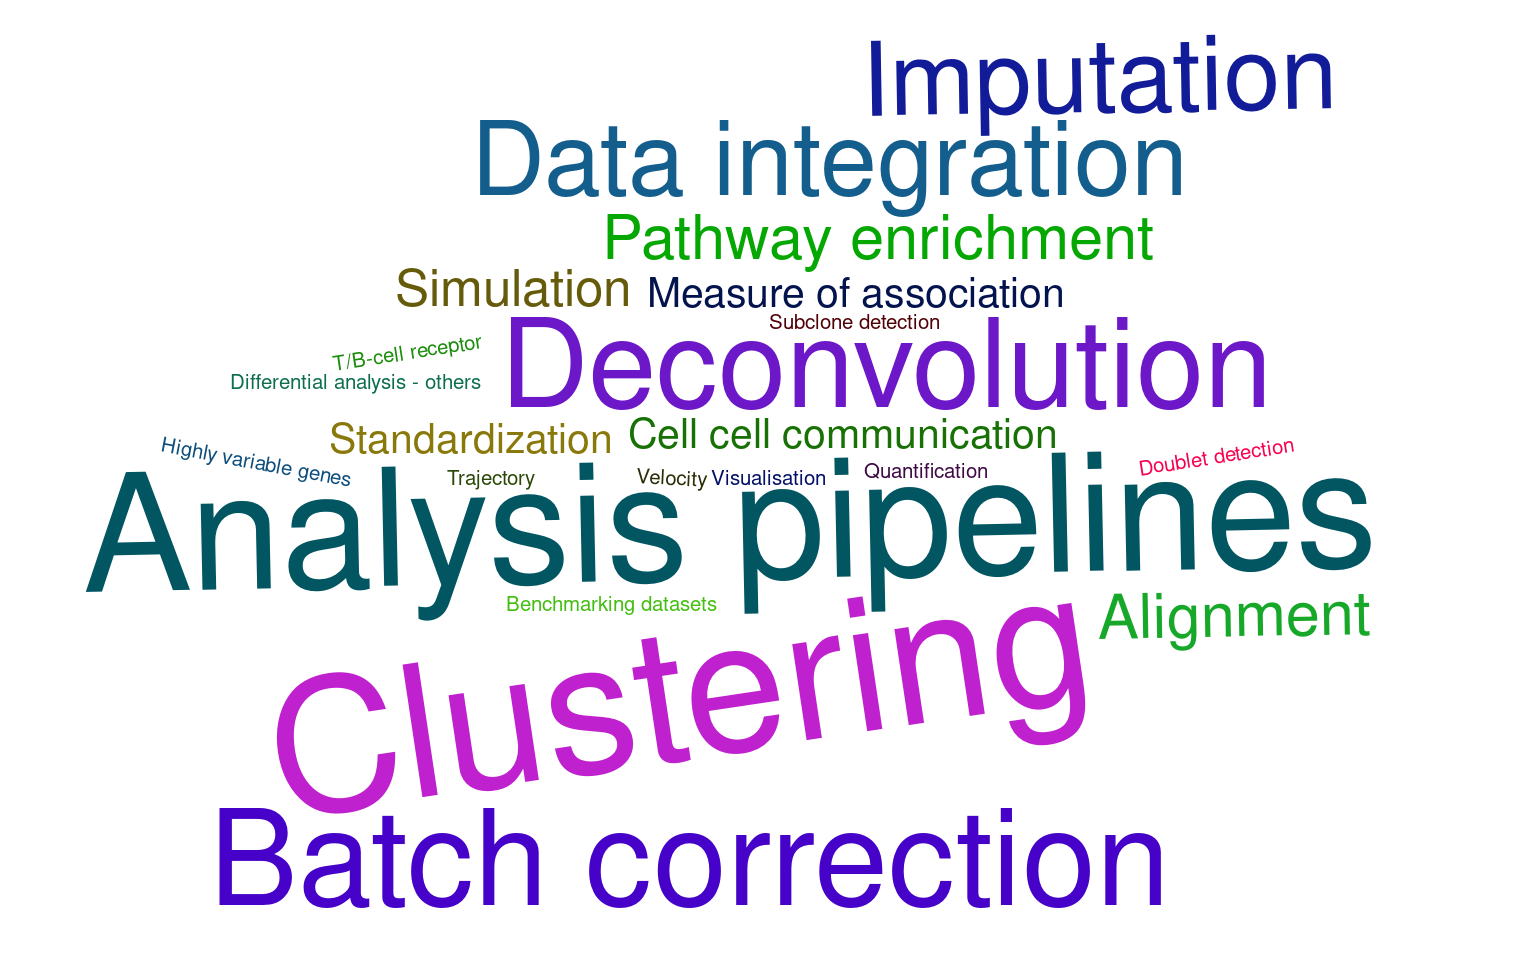 Imputation
Data integration
Pathway enrichment
Simulation
Measure of association
Subclone detection
T/B-cell receptor
Differential analysis - others
Deconvolution
Standardization
Cell cell communication
Highly variable genes
Trajectory
Velocity
Visualisation
Quantification
Doublet detection
Analysis pipelines
Benchmarking datasets
Alignment
Clustering
Batch correction